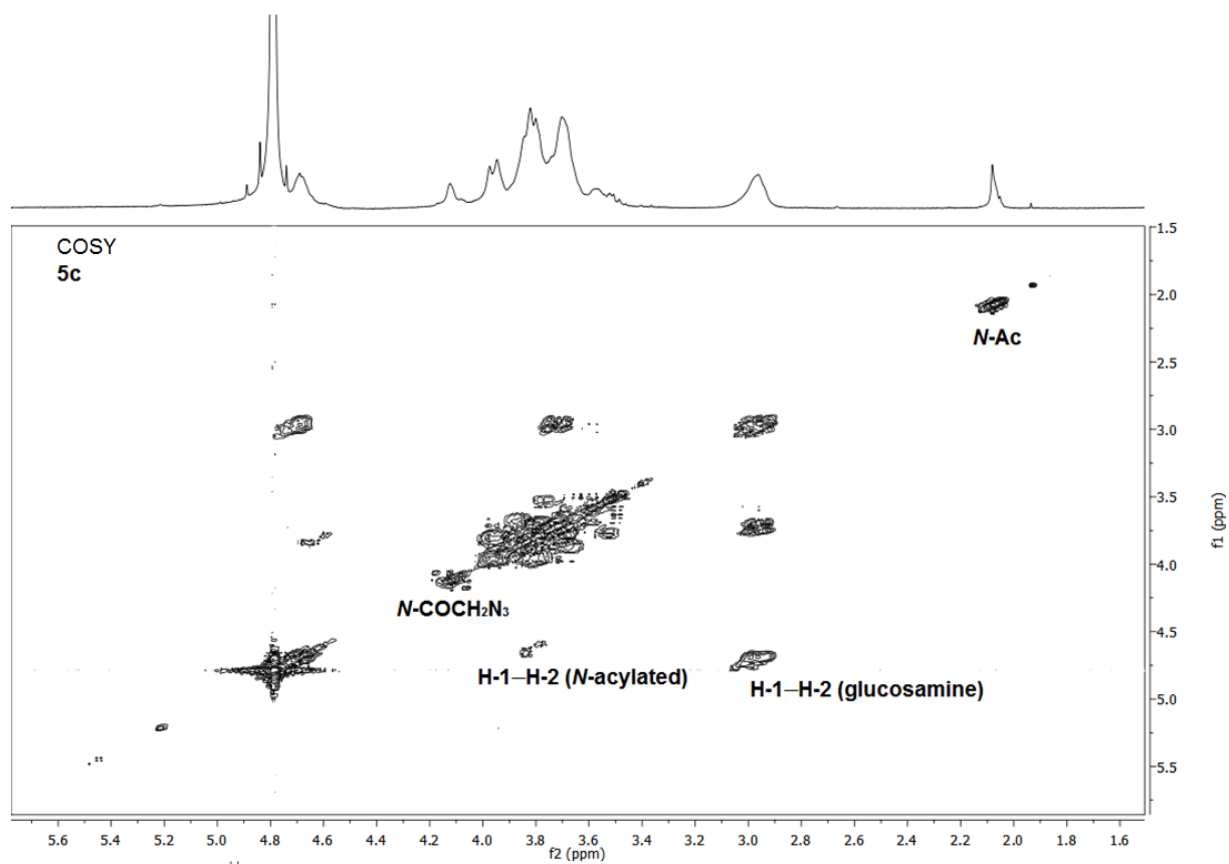 COSY
5c
1.5
2.0
N-Ac
2.5
3.0
3.5
4.0
N-COCH₂N₃
4.5
H-1–H-2 (N-acylated)
H-1–H-2 (glucosamine)
5.0
5.5
f1 (ppm)
5.6 5.4 5.2 5.0 4.8 4.6 4.4 4.2 4.0 3.8 3.6 3.4 3.2 3.0 2.8 2.6 2.4 2.2 2.0 1.8 1.6
f2 (ppm)